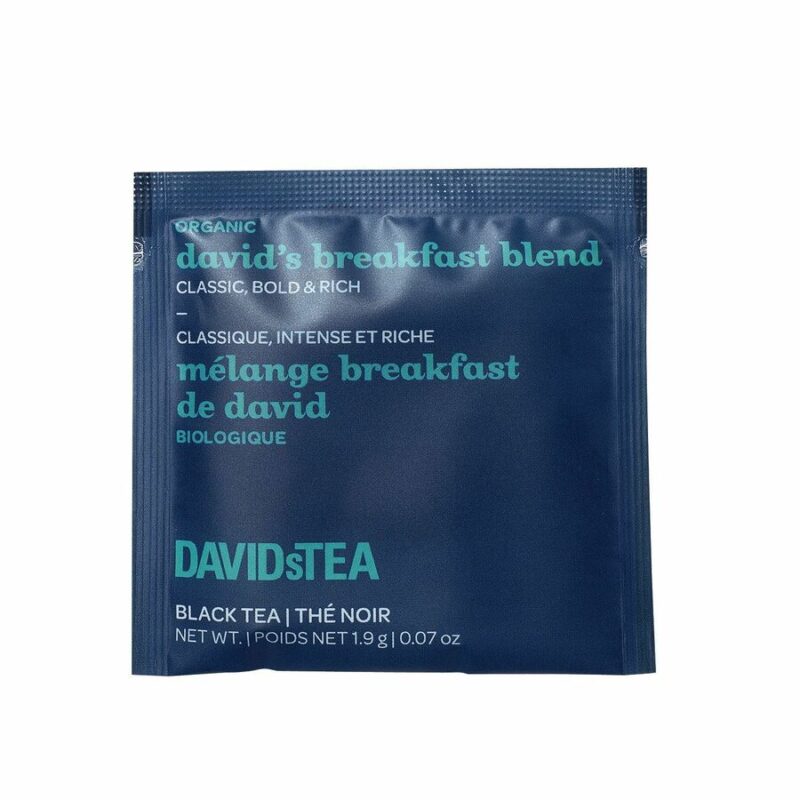 ORGANIC
david's breakfast blend
CLASSIC, BOLD & RICH
–
CLASSIQUE, INTENSE ET RICHE
mélange breakfast
de david
BIOLOGIQUE
DAVIDsTEA
BLACK TEA | THÉ NOIR
NET WT. | POIDS NET 1.9 g | 0.07 oz